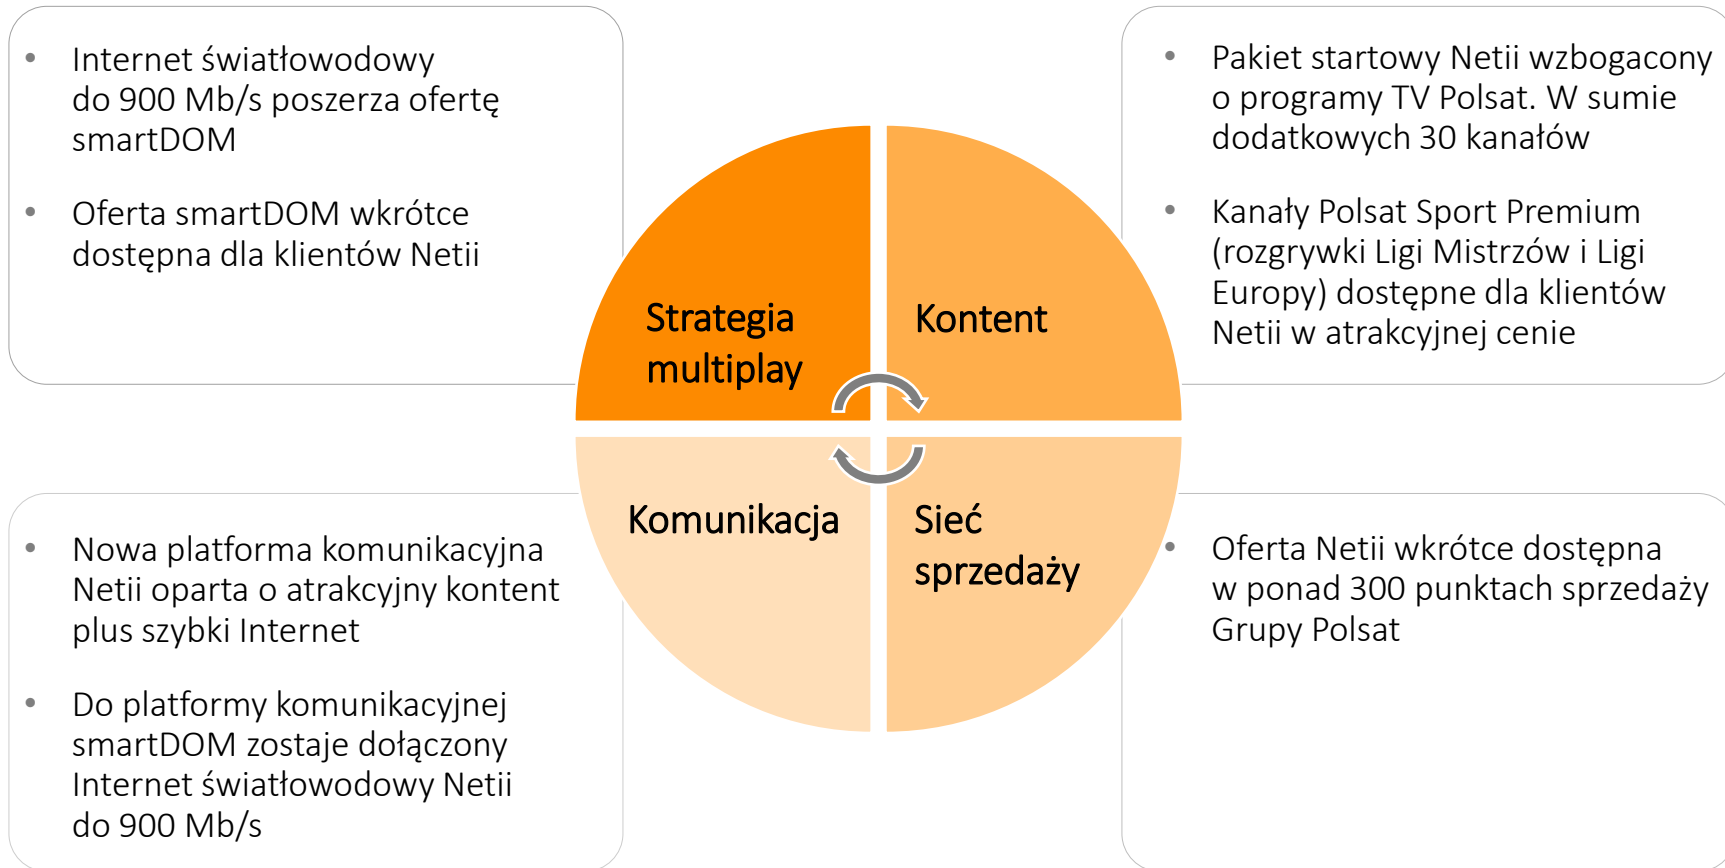 • Internet światłowodowy
do 900 Mb/s poszerza ofertę
smartDOM
• Oferta smartDOM wkrótce
dostępna dla klientów Netii
• Pakiet startowy Netii wzbogacony
o programy TV Polsat. W sumie
dodatkowych 30 kanałów
• Kanały Polsat Sport Premium
(rozgrywki Ligi Mistrzów i Ligi
Europy) dostępne dla klientów
Netii w atrakcyjnej cenie
Strategia
multiplay
Kontent
Komunikacja
Sieć
sprzedaży
• Nowa platforma komunikacyjna
Netii oparta o atrakcyjny kontent
plus szybki Internet
• Do platformy komunikacyjnej
smartDOM zostaje dołączony
Internet światłowodowy Netii
do 900 Mb/s
• Oferta Netii wkrótce dostępna
w ponad 300 punktach sprzedaży
Grupy Polsat